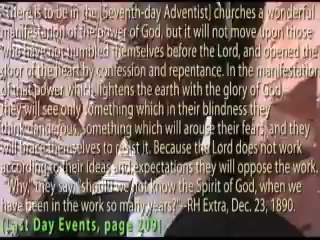 "There is to be in the [Seventh-day Adventist] churches a wonderful
manifestation of the power of God, but it will not move upon those
who have not humbled themselves before the Lord, and opened the
door of the heart by confession and repentance. In the manifestation
of that power which lightens the earth with the glory of god,
they will see only something which in their blindness they
think dangerous, something which will arouse their fears, and they
will brace themselves to resist it. Because the Lord does not work
according to their ideas and expectations they will oppose the work.
"Why," they say, "should we not know the Spirit of God, when we
have been in the work so many years?"--RH Extra, Dec. 23, 1890.
(Last Day Events, page 209)